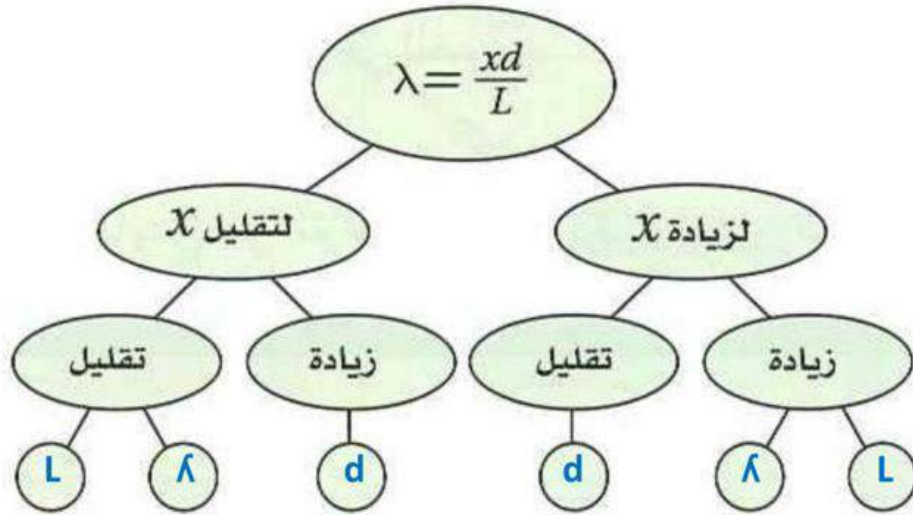 λ = xd/L
لزيادة x
لتقليل x
زيادة
تقليل
زيادة
تقليل
L
λ
d
d
λ
L